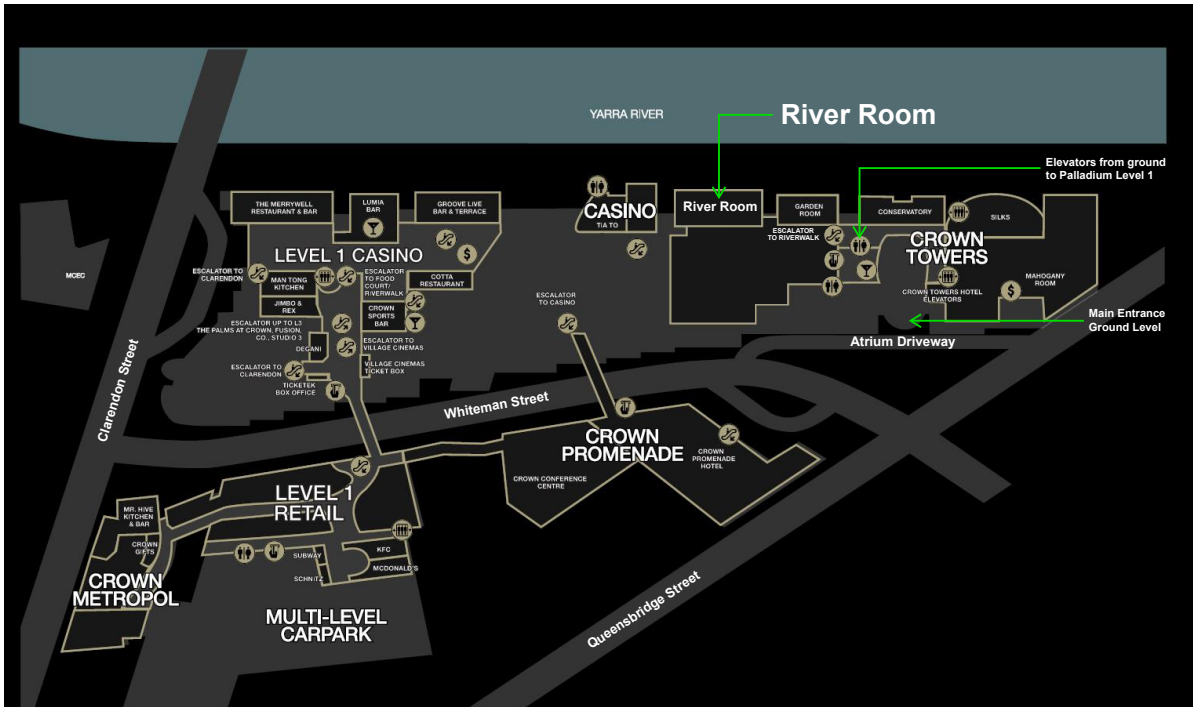 YARRA RIVER
River Room
Elevators from ground
to Palladium Level 1
THE MERRYWELL
RESTAURANT & BAR
LUMIA
BAR
GROOVE LIVE
BAR & TERRACE
CASINO
TIA TO
River Room
GARDEN
ROOM
CONSERVATORY
SILKS
ESCALATOR
TO RIVERWALK
CROWN
TOWERS
LEVEL 1 CASINO
$
MCEC
ESCALATOR TO
CLARENDON
MAN TONG
KITCHEN
ESCALATOR
TO FOOD
COURT/
RIVERWALK
COTTA
RESTAURANT
CROWN TOWERS HOTEL
ELEVATORS
MAHOGANY
ROOM
$
JIMBO &
REX
CROWN
SPORTS
BAR
ESCALATOR
TO CASINO
Main Entrance
Ground Level
ESCALATOR UP TO L3
THE PALMS AT CROWN, FUSION,
CO., STUDIO 3
DEGANI
ESCALATOR TO
VILLAGE CINEMAS
Atrium Driveway
ESCALATOR TO
CLARENDON
VILLAGE CINEMAS
TICKET BOX
TICKETEK
BOX OFFICE
Clarendon Street
Whiteman Street
CROWN
PROMENADE
CROWN
PROMENADE
HOTEL
CROWN CONFERENCE
CENTRE
LEVEL 1
RETAIL
MR. HIVE
KITCHEN
& BAR
CROWN
GIFTS
SUBWAY
KFC
SCHNITZ
MCDONALD'S
CROWN
METROPOL
MULTI-LEVEL
CARPARK
Queensbridge Street